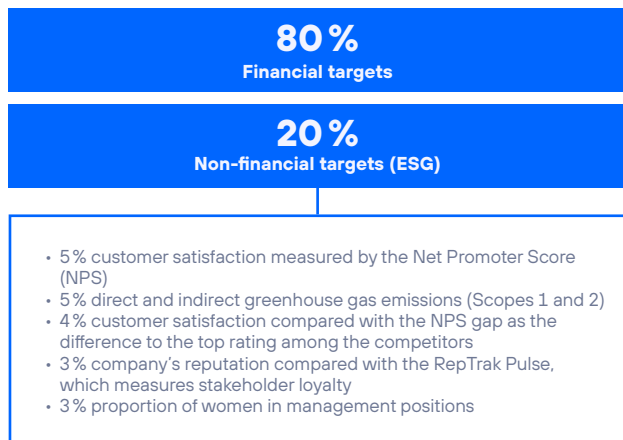 80 %
Financial targets
20 %
Non-financial targets (ESG)
• 5 % customer satisfaction measured by the Net Promoter Score
(NPS)
• 5 % direct and indirect greenhouse gas emissions (Scopes 1 and 2)
• 4 % customer satisfaction compared with the NPS gap as the
difference to the top rating among the competitors
• 3 % company’s reputation compared with the RepTrak Pulse,
which measures stakeholder loyalty
• 3 % proportion of women in management positions